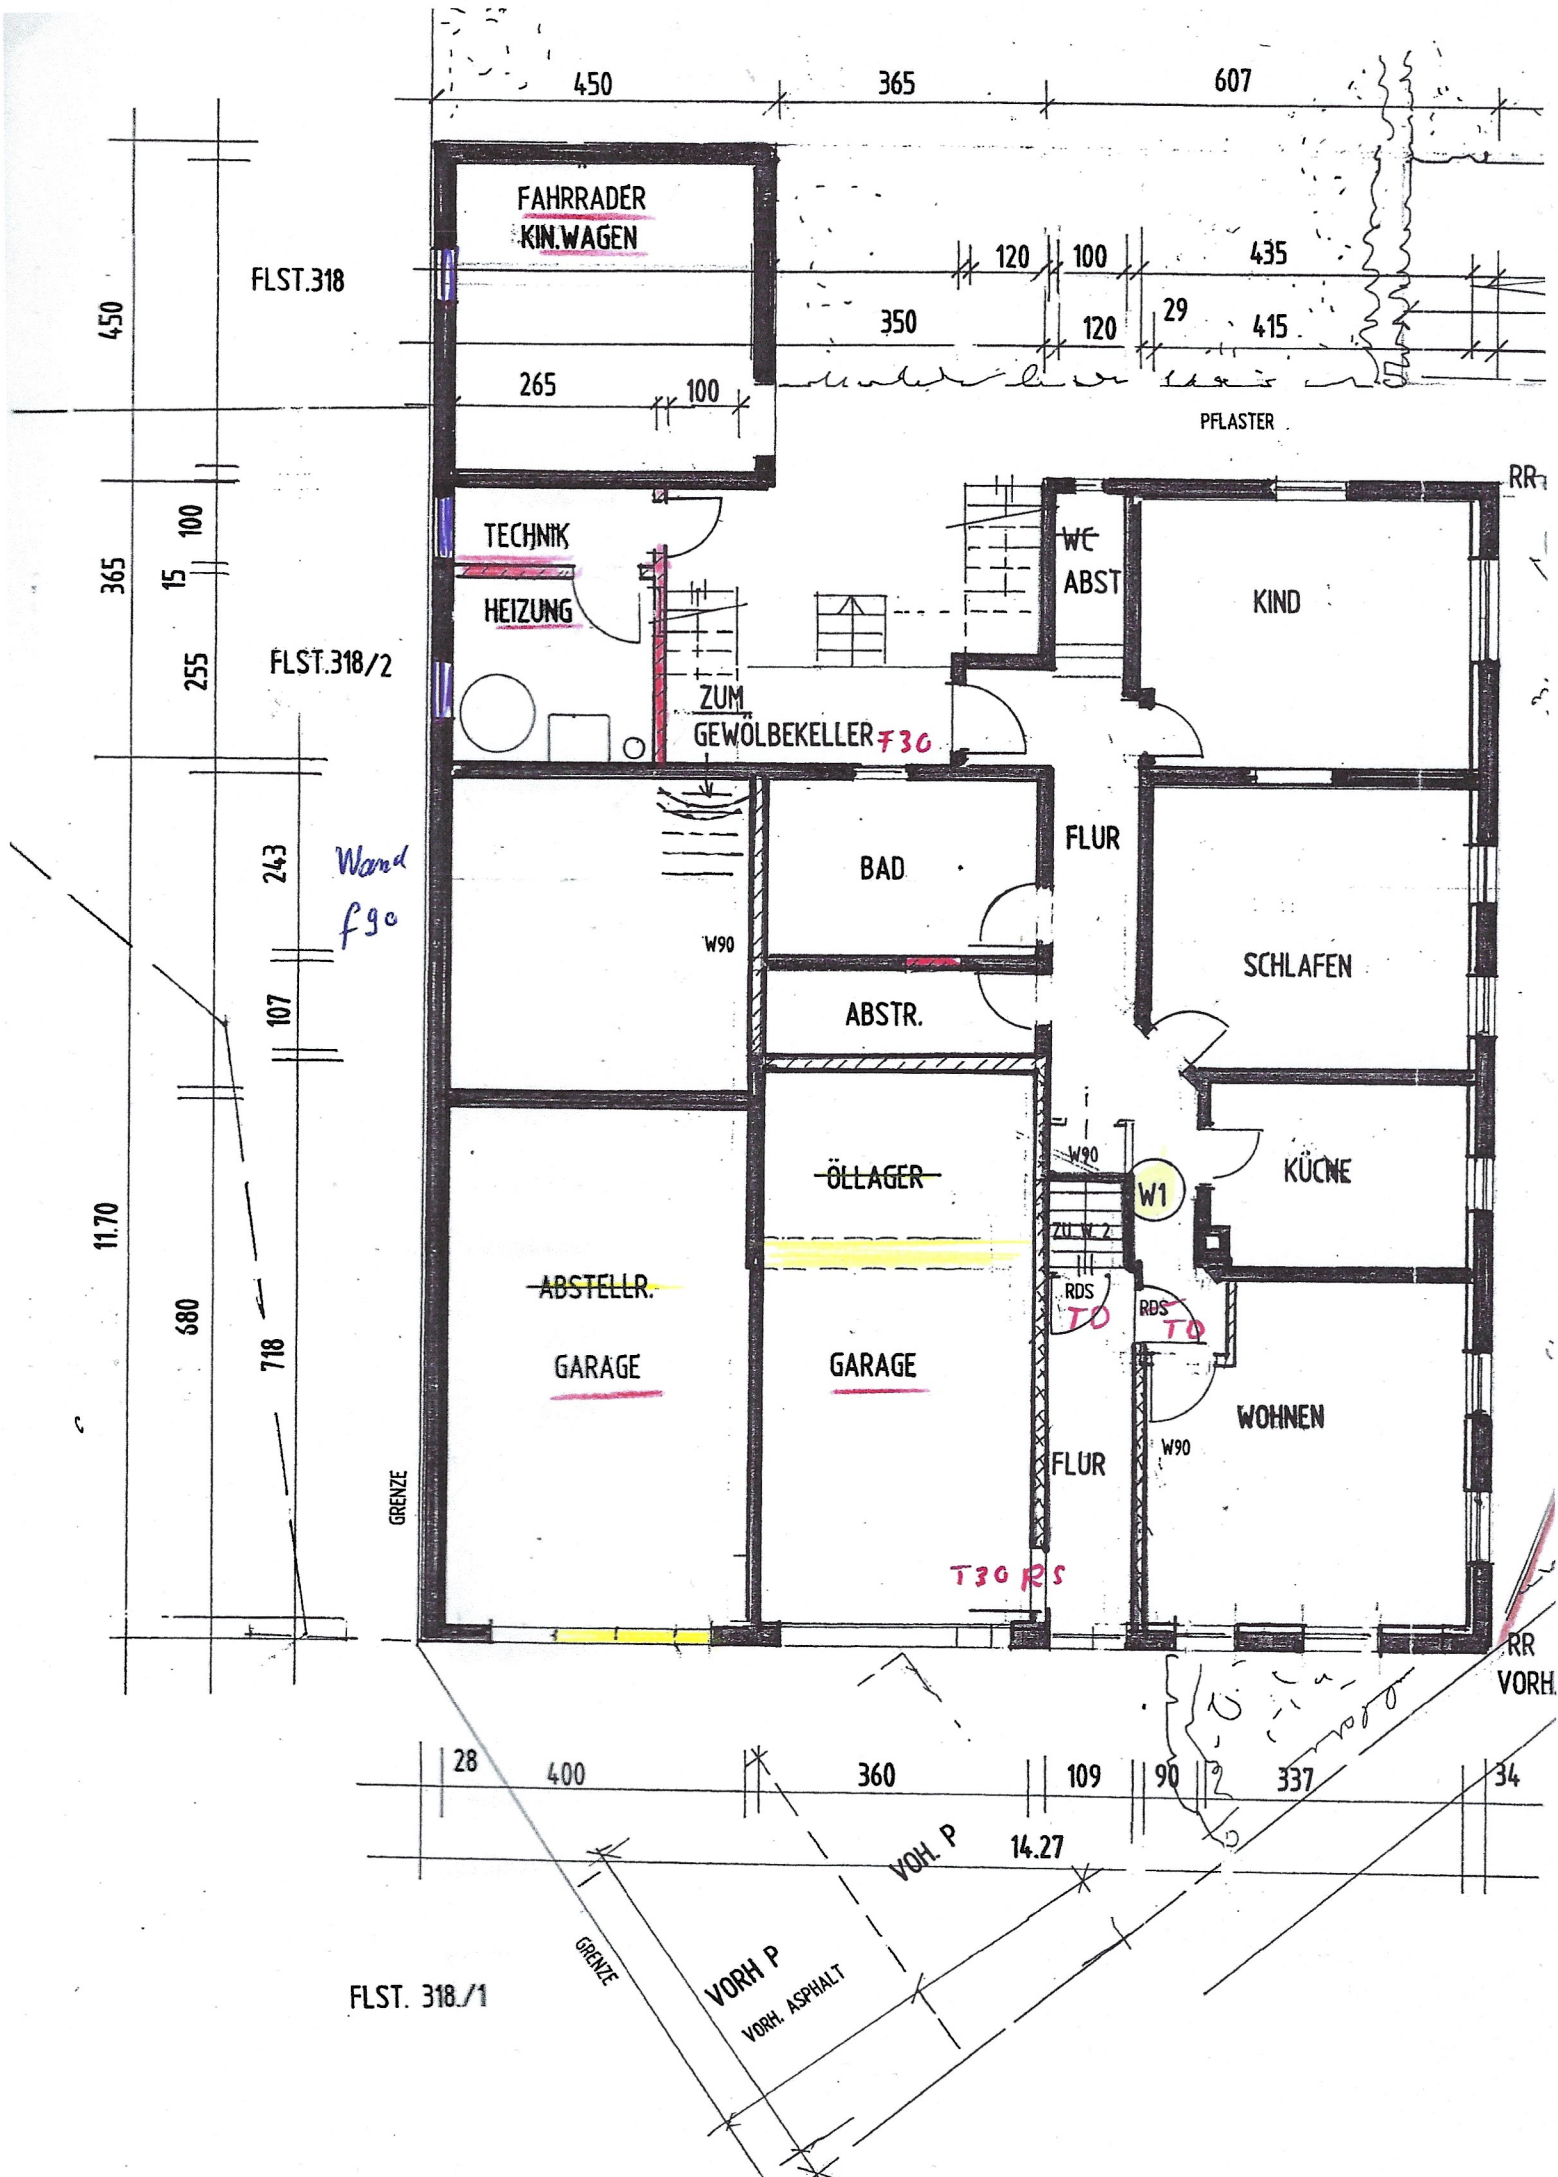 450 365 607
FAHRRADER
KIN.WAGEN
FLST.318
120 100 435
29
350 120 415
450
265 100
PFLASTER
RR
TECHNIK
WC
ABST
KIND
HEIZUNG
100
15
365
255
FLST.318/2
ZUM
GEWÖLBEKELLER F30
FLUR
BAD
243
Wand
f90
W90
SCHLAFEN
107
ABSTR.
W90
ÖLLAGER
W1
KÜCHE
11.70
ZU W.2
ABSTELLR.
RDS
RDS
TD
TD
680
718
GARAGE
GARAGE
WOHNEN
W90
FLUR
GRENZE
T30 RS
RR
VORH.
28 400 360 109 90 337 34
14.27
VOH. P
GRENZE
VORH P
VORH. ASPHALT
FLST. 318./1